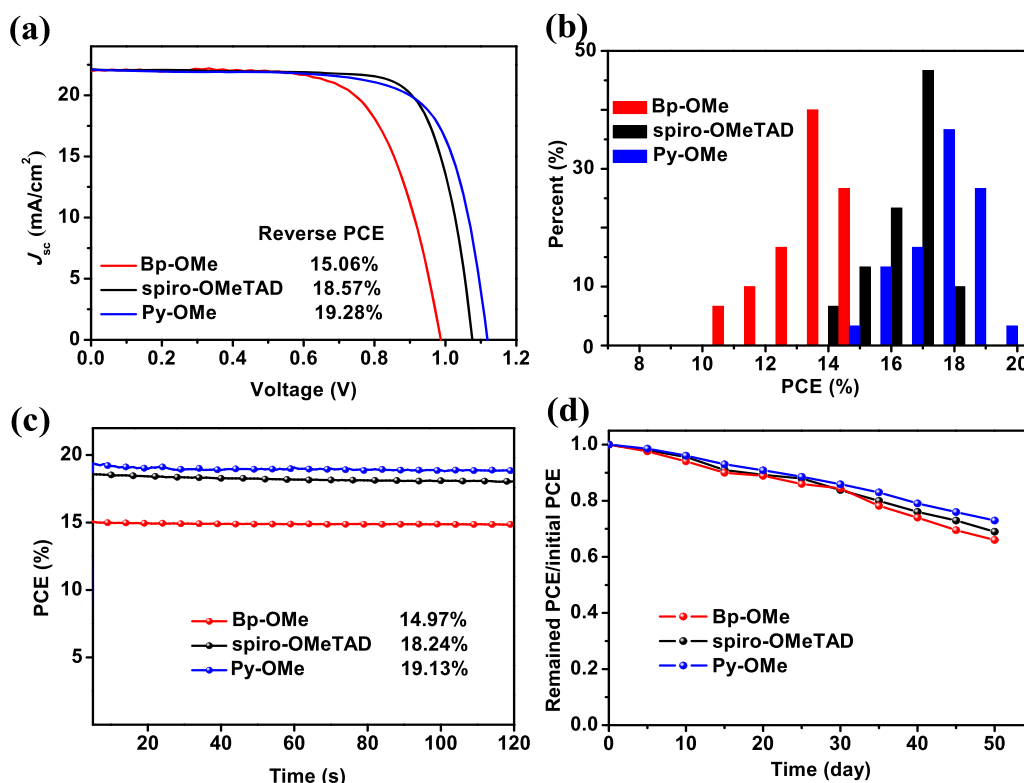 (a)
J_sc (mA/cm²)
20
15
10
5
0
Reverse PCE
Bp-OMe 15.06%
spiro-OMeTAD 18.57%
Py-OMe 19.28%
0.0 0.2 0.4 0.6 0.8 1.0 1.2
Voltage (V)
(b)
Percent (%)
50
50
10
0
Bp-OMe
spiro-OMeTAD
Py-OMe
8 10 12 14 16 18 20
PCE (%)
(c)
PCE (%)
20
15
10
5
Bp-OMe 14.97%
spiro-OMeTAD 18.24%
Py-OMe 19.13%
20 40 60 80 100 120
Time (s)
(d)
Remained PCE/initial PCE
1.0
0.8
0.6
0.4
0.2
0.0
Bp-OMe
spiro-OMeTAD
Py-OMe
0 10 20 30 40 50
Time (day)